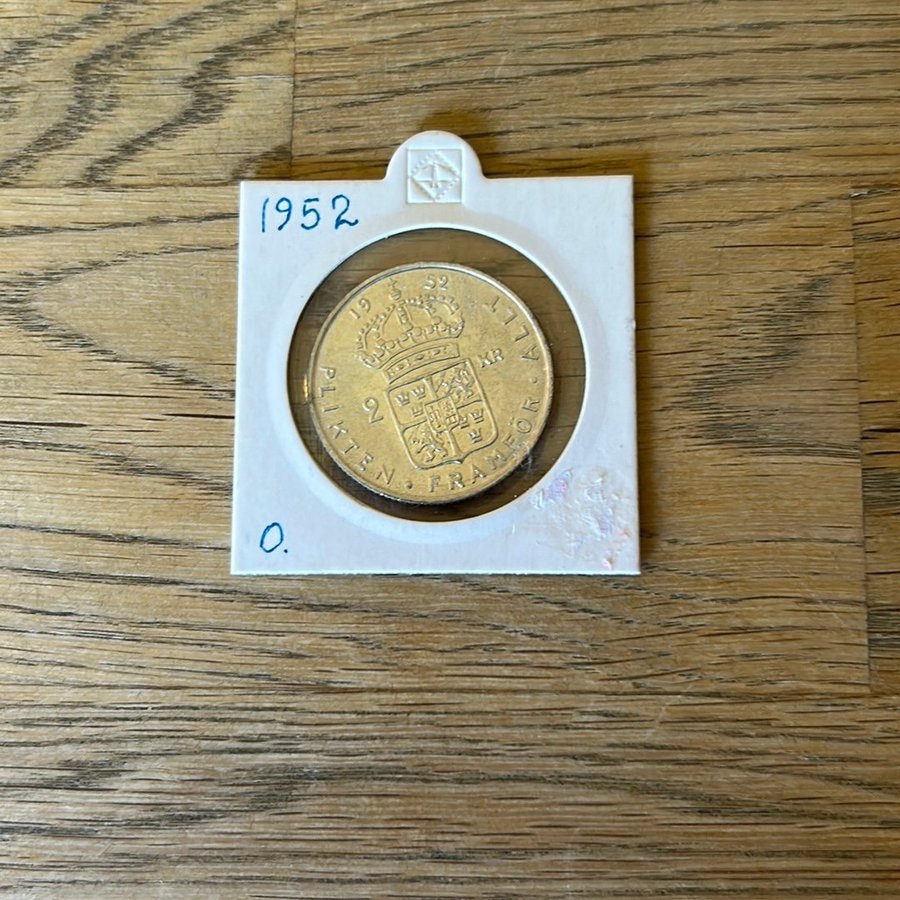 1952
19 52
2 KR
PLIKTEN · FRAMFÖR · ALLT
O.